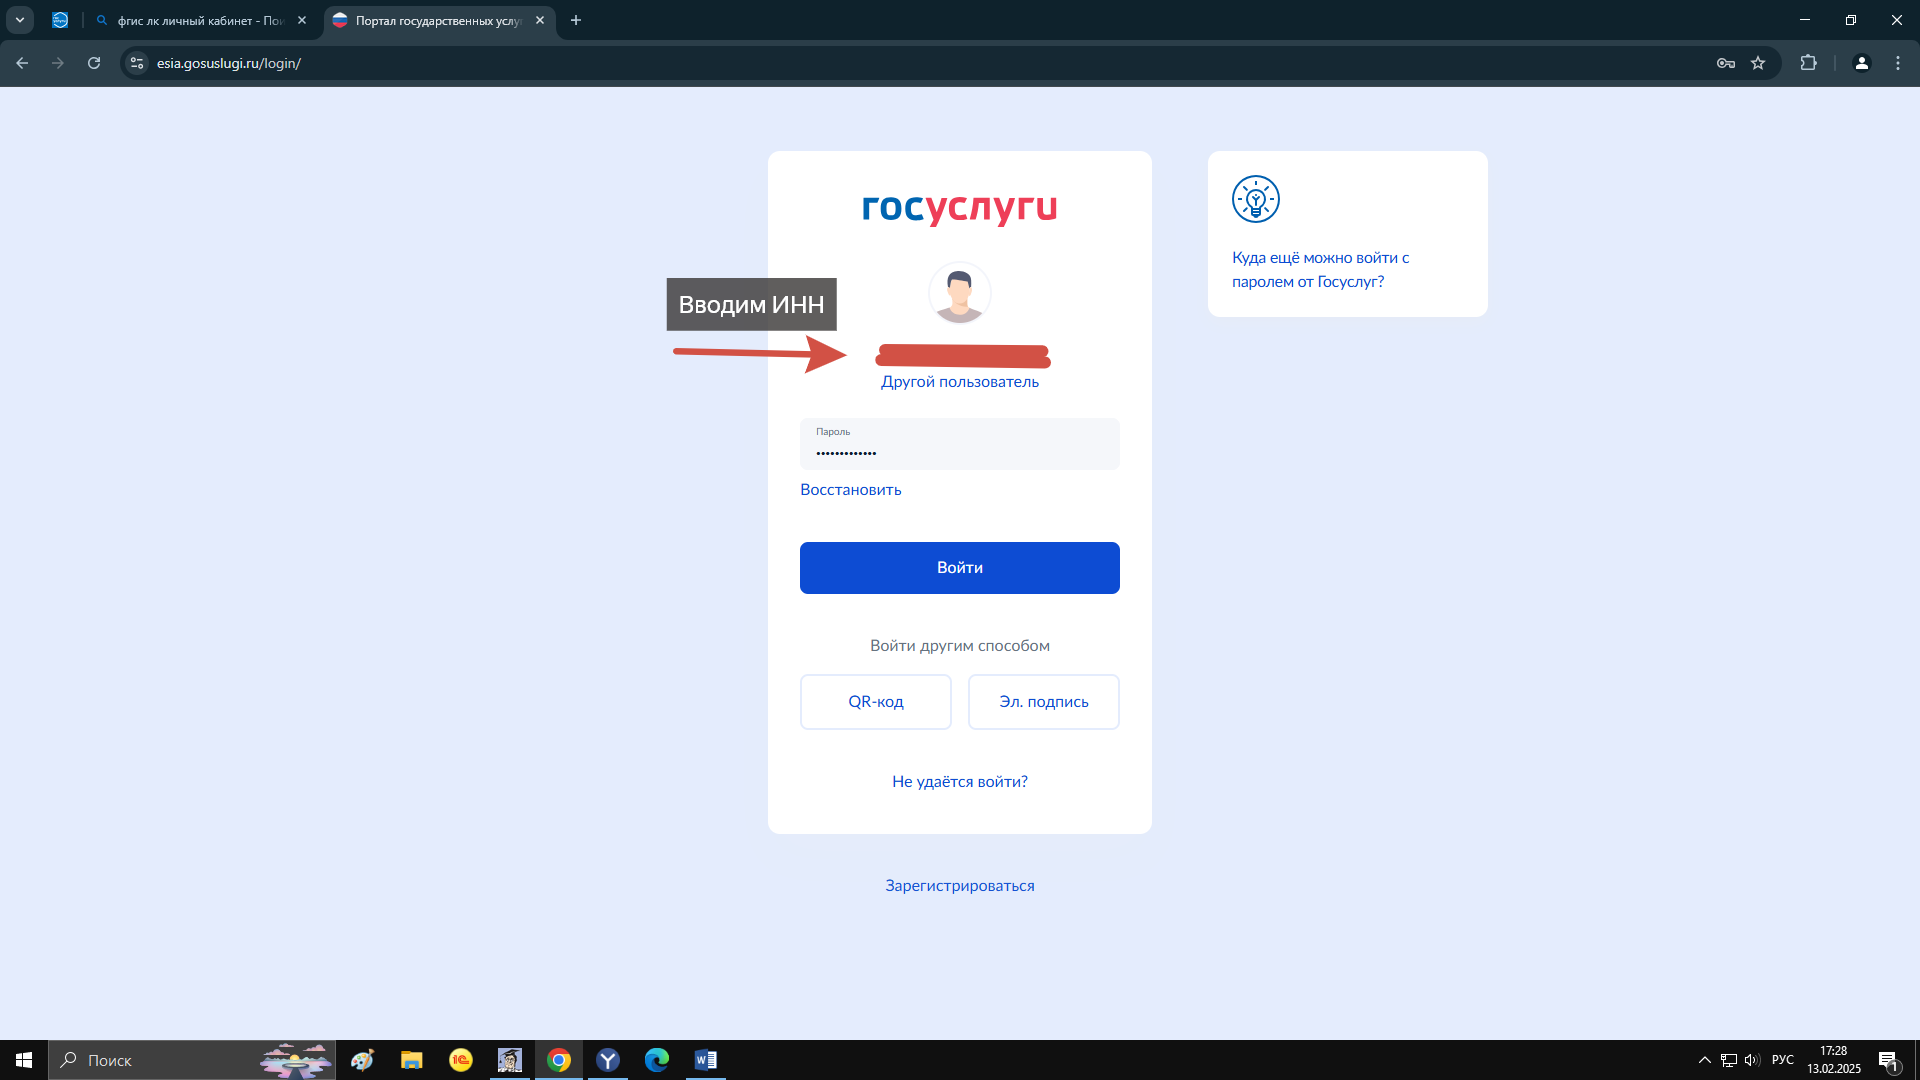 фгис лк личный кабинет - Пои
Портал государственных услу
esia.gosuslugi.ru/login/
госуслуги
Куда ещё можно войти с
паролем от Госуслуг?
Вводим ИНН
Другой пользователь
Пароль
•••••••••••••
Восстановить
Войти
Войти другим способом
QR-код
Эл. подпись
Не удаётся войти?
Зарегистрироваться
Поиск
РУС
17:28
13.02.2025
1